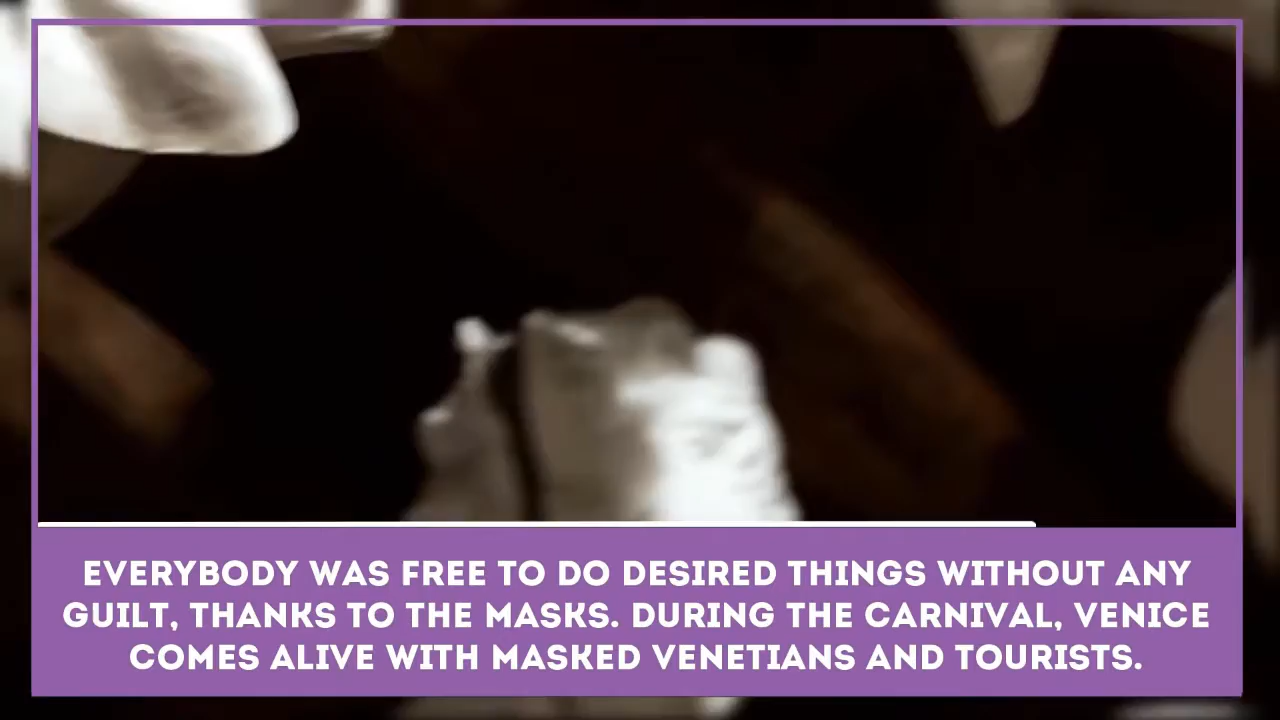 EVERYBODY WAS FREE TO DO DESIRED THINGS WITHOUT ANY
GUILT, THANKS TO THE MASKS. DURING THE CARNIVAL, VENICE
COMES ALIVE WITH MASKED VENETIANS AND TOURISTS.